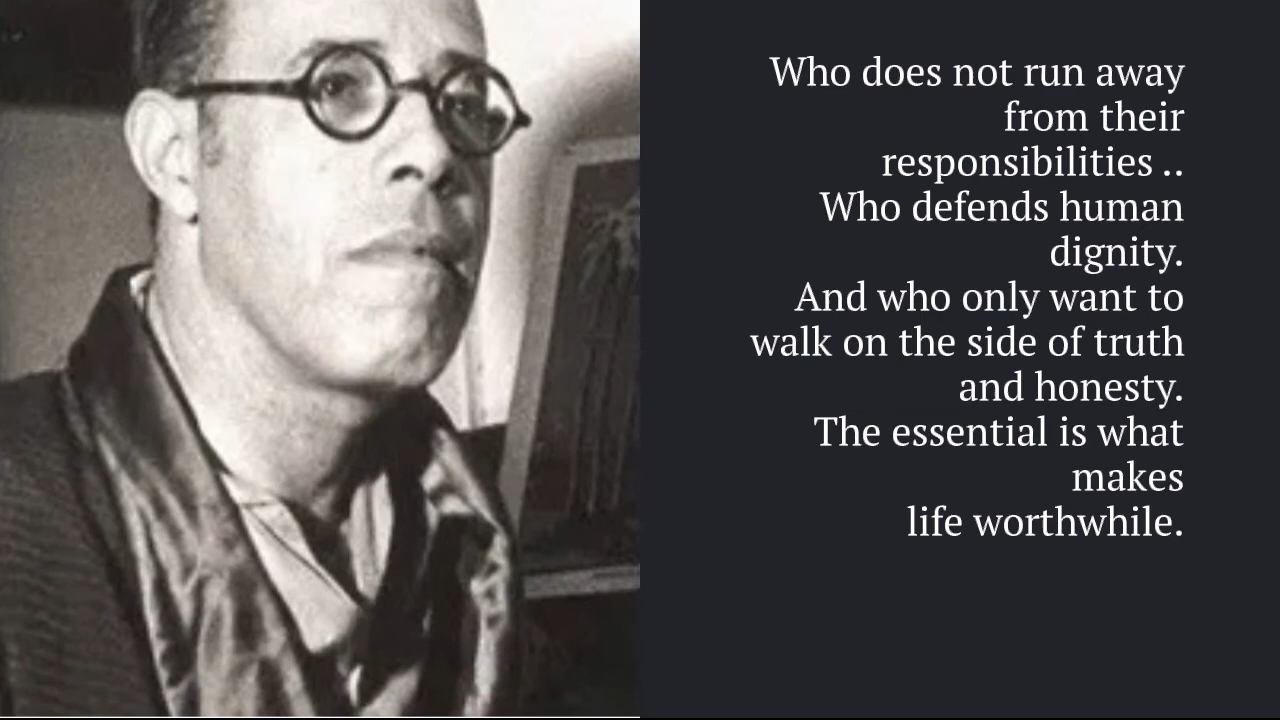 Who does not run away
from their
responsibilities ..
Who defends human
dignity.
And who only want to
walk on the side of truth
and honesty.
The essential is what
makes
life worthwhile.